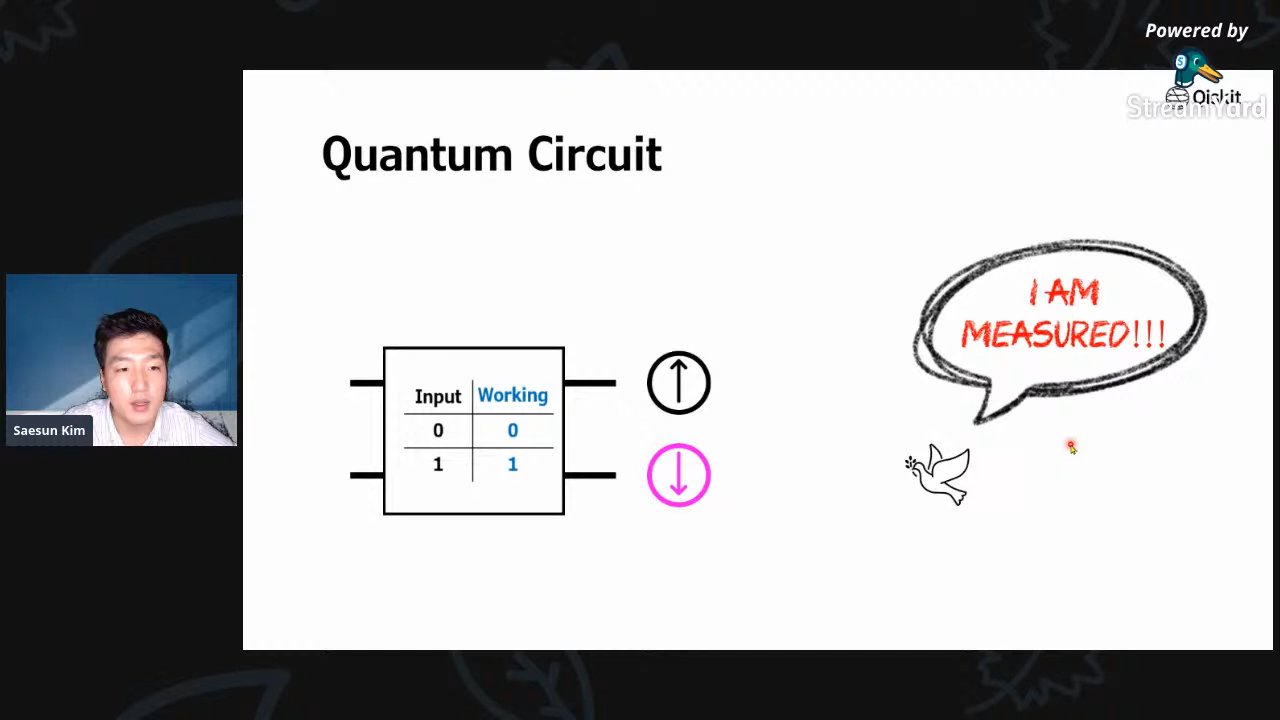 Powered by
S
Qiskit
StreamYard
Quantum Circuit
I AM
MEASURED!!!
Input Working
0 0
1 1
Saesun Kim